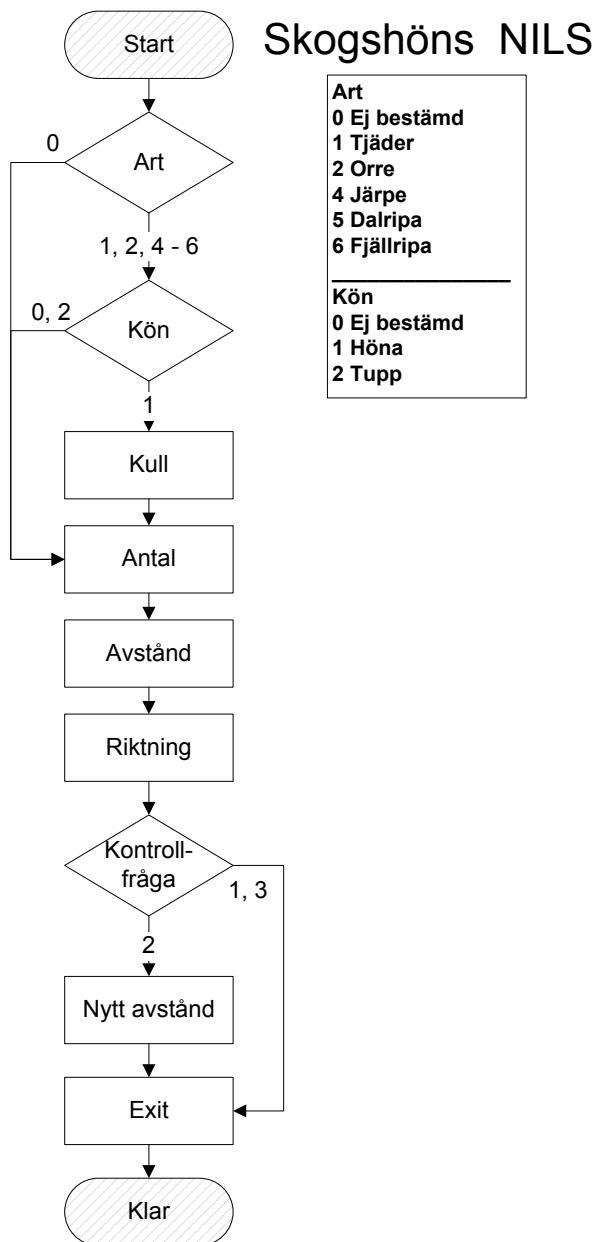 Skogshöns NILS
Start
Art
0 Ej bestämd
1 Tjäder
2 Orre
4 Järpe
5 Dalripa
6 Fjällripa
Kön
0 Ej bestämd
1 Höna
2 Tupp
0
Art
1, 2, 4 - 6
0, 2
Kön
1
Kull
Antal
Avstånd
Riktning
Kontroll-
fråga
1, 3
2
Nytt avstånd
Exit
Klar